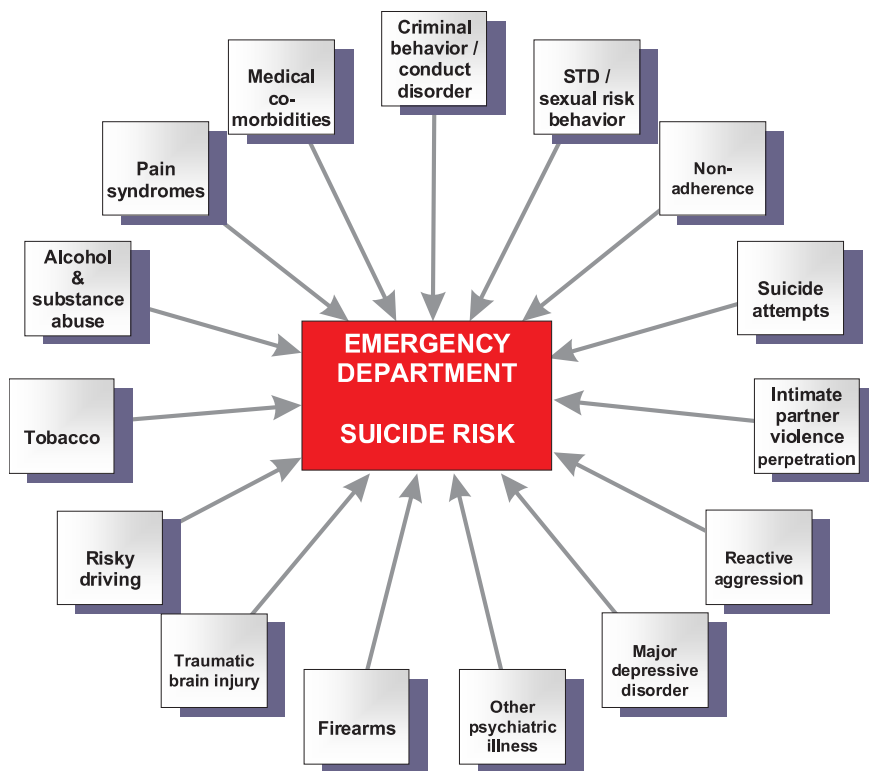 Criminal
behavior /
conduct
disorder
STD /
sexual risk
behavior
Non-
adherence
Suicide
attempts
Intimate
partner
violence
perpetration
Reactive
aggression
Major
depressive
disorder
Other
psychiatric
illness
Firearms
Traumatic
brain injury
Risky
driving
Tobacco
Alcohol
&
substance
abuse
Pain
syndromes
Medical
co-
morbidities
EMERGENCY
DEPARTMENT
SUICIDE RISK